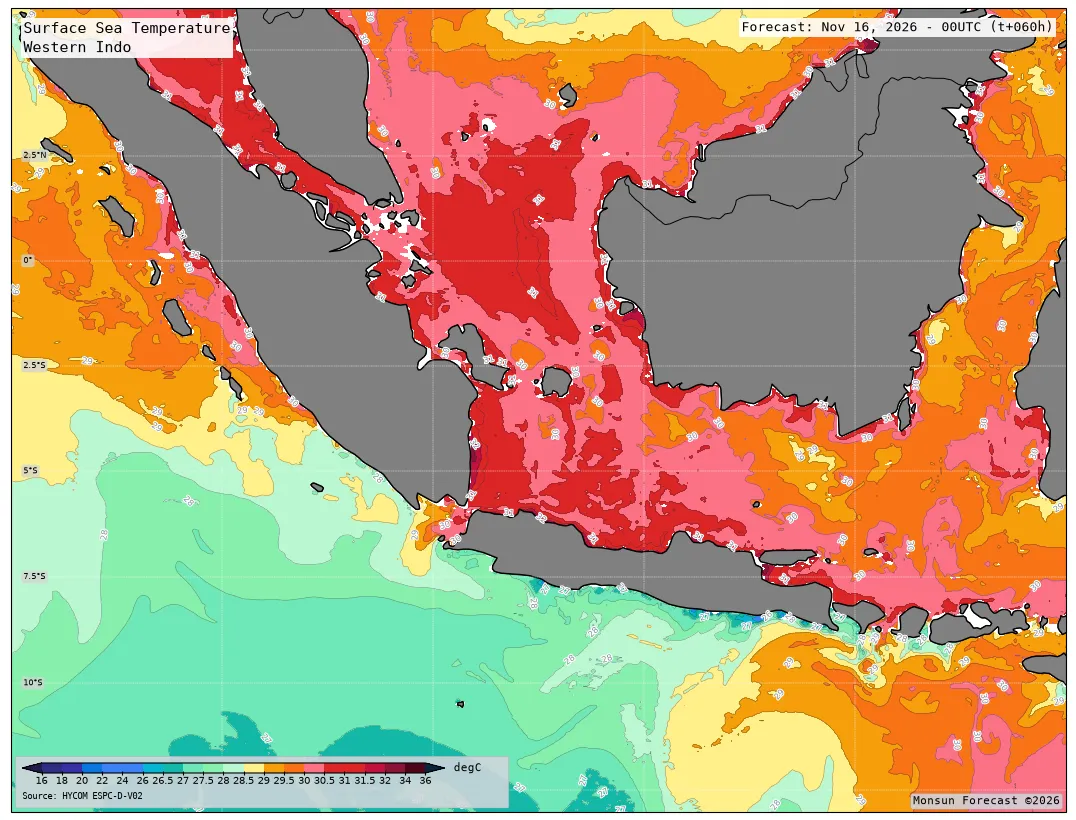 Surface Sea Temperature
Western Indo
Forecast: Nov 16, 2026 - 00UTC (t+060h)
2.5°N
0°
2.5°S
5°S
7.5°S
10°S
degC
16 18 20 22 24 26 26.5 27 27.5 28 28.5 29 29.5 30 30.5 31 31.5 32 34 36
Source: HYCOM ESPC-D-V02
Monsun Forecast ©2026